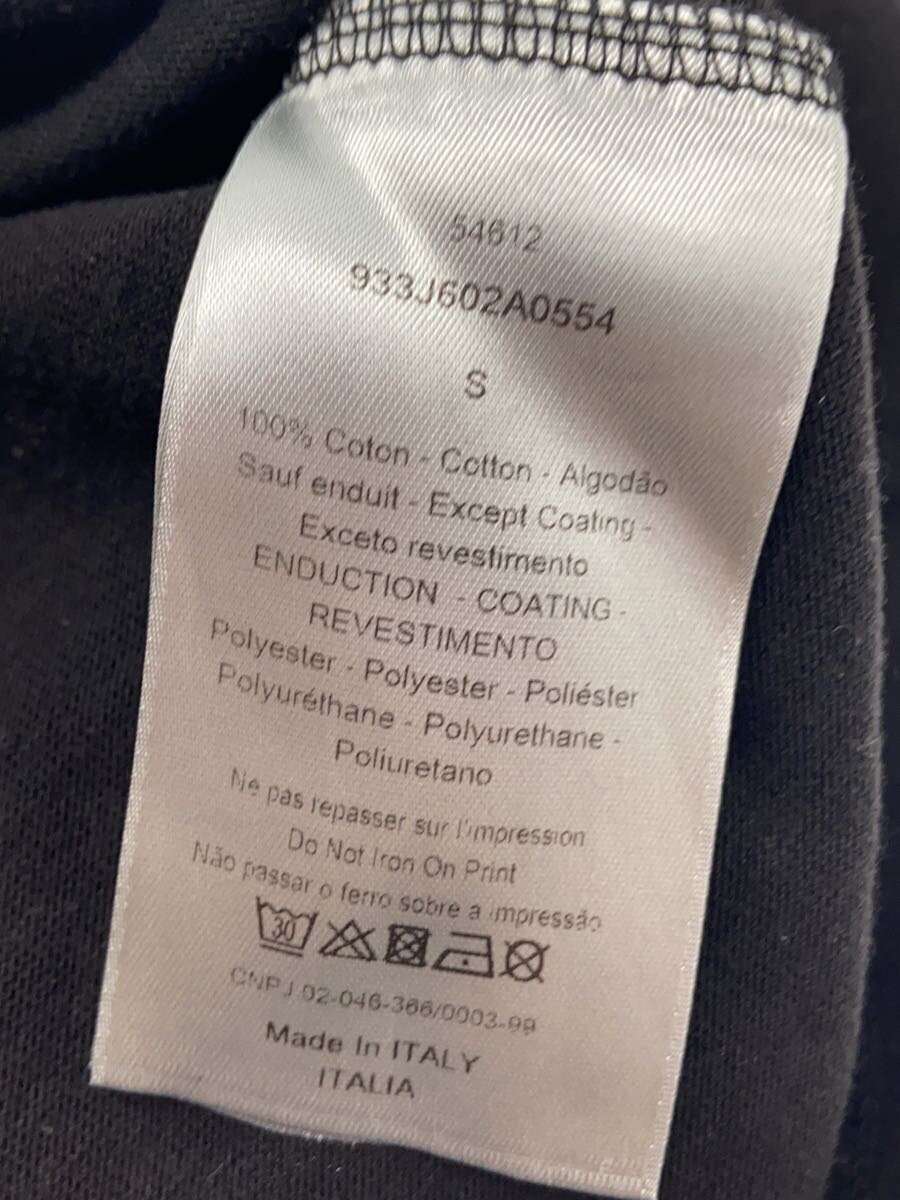 54612
933J602A0554
S
100% Coton - Cotton - Algodão
Sauf enduit - Except Coating -
Exceto revestimento
ENDUCTION - COATING -
REVESTIMENTO
Polyester - Polyester - Poliéster
Polyuréthane - Polyurethane -
Poliuretano
Ne pas repasser sur l'impression
Do Not Iron On Print
Não passar o ferro sobre a impressão
30
CNPJ 02-046-366/0003-99
Made In ITALY
ITALIA